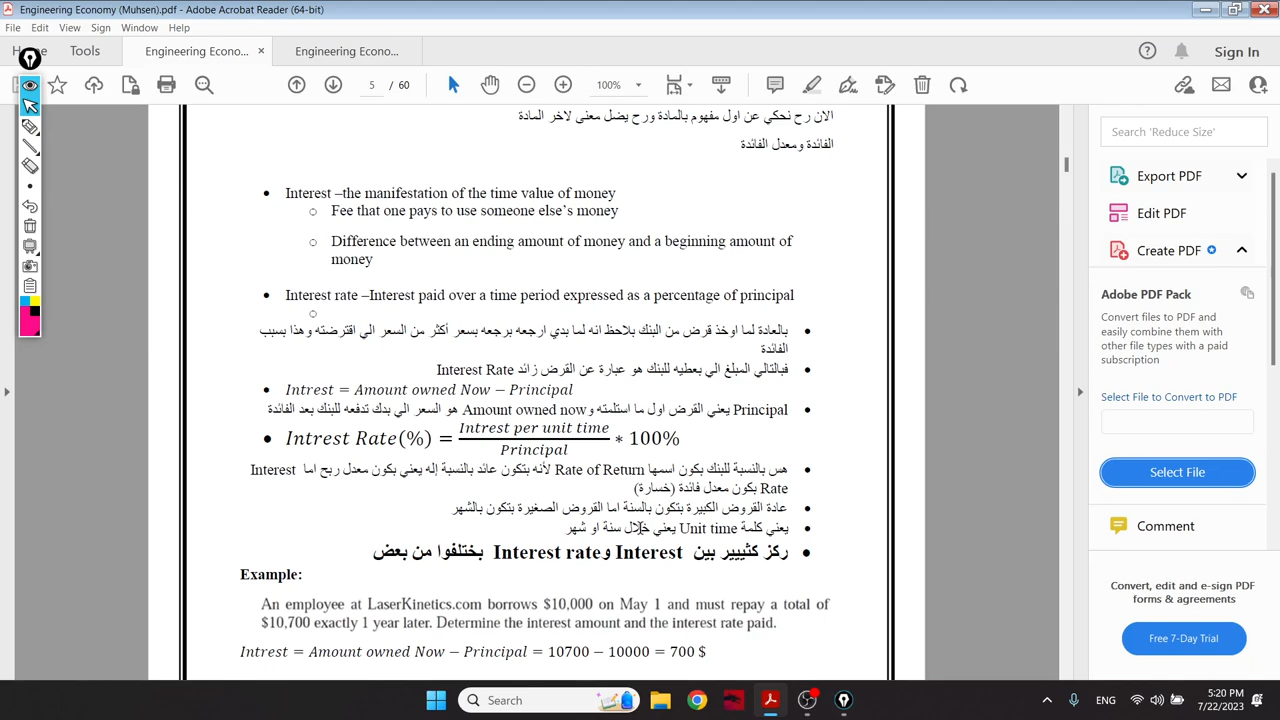 Engineering Economy (Muhsen).pdf - Adobe Acrobat Reader (64-bit)
File Edit View Sign Window Help
Tools
Engineering Econo... ×
Engineering Econo...
Sign In
5 / 60
100%
الان رح نحكي عن اول مفهوم بالمادة ورح يضل معنى لاخر المادة
الفائدة ومعدل الفائدة
• Interest –the manifestation of the time value of money
○ Fee that one pays to use someone else’s money
○ Difference between an ending amount of money and a beginning amount of
money
• Interest rate –Interest paid over a time period expressed as a percentage of principal
○
• بالعادة لما اوخذ قرض من البنك بلاحظ انه لما بدي ارجعه برجعه بسعر أكثر من السعر الي اقترضته وهذا بسبب
الفائدة
• فبالتالي المبلغ الي بعطيه للبنك هو عبارة عن القرض زائد Interest Rate
• Intrest = Amount owned Now − Principal
• Principal يعني القرض اول ما استلمته و Amount owned now هو السعر الي بدك تدفعه للبنك بعد الفائدة
• Intrest Rate(%) = Intrest per unit time / Principal * 100%
• هس بالنسبة للبنك بكون اسمها Rate of Return لأنه بتكون عائد بالنسبة إله يعني بكون معدل ربح اما Interest
Rate بكون معدل فائدة (خسارة)
• عادة القروض الكبيرة بتكون بالسنة اما القروض الصغيرة بتكون بالشهر
• يعني كلمة Unit time يعني خلال سنة او شهر
• ركز كثييير بين Interest و Interest rate بختلفوا من بعض
Example:
An employee at LaserKinetics.com borrows $10,000 on May 1 and must repay a total of
$10,700 exactly 1 year later. Determine the interest amount and the interest rate paid.
Intrest = Amount owned Now − Principal = 10700 − 10000 = 700 $
Search 'Reduce Size'
Export PDF
Edit PDF
Create PDF
Adobe PDF Pack
Convert files to PDF and
easily combine them with
other file types with a paid
subscription
Select File to Convert to PDF
Select File
Comment
Convert, edit and e-sign PDF
forms & agreements
Free 7-Day Trial
Search
ENG
5:20 PM
7/22/2023